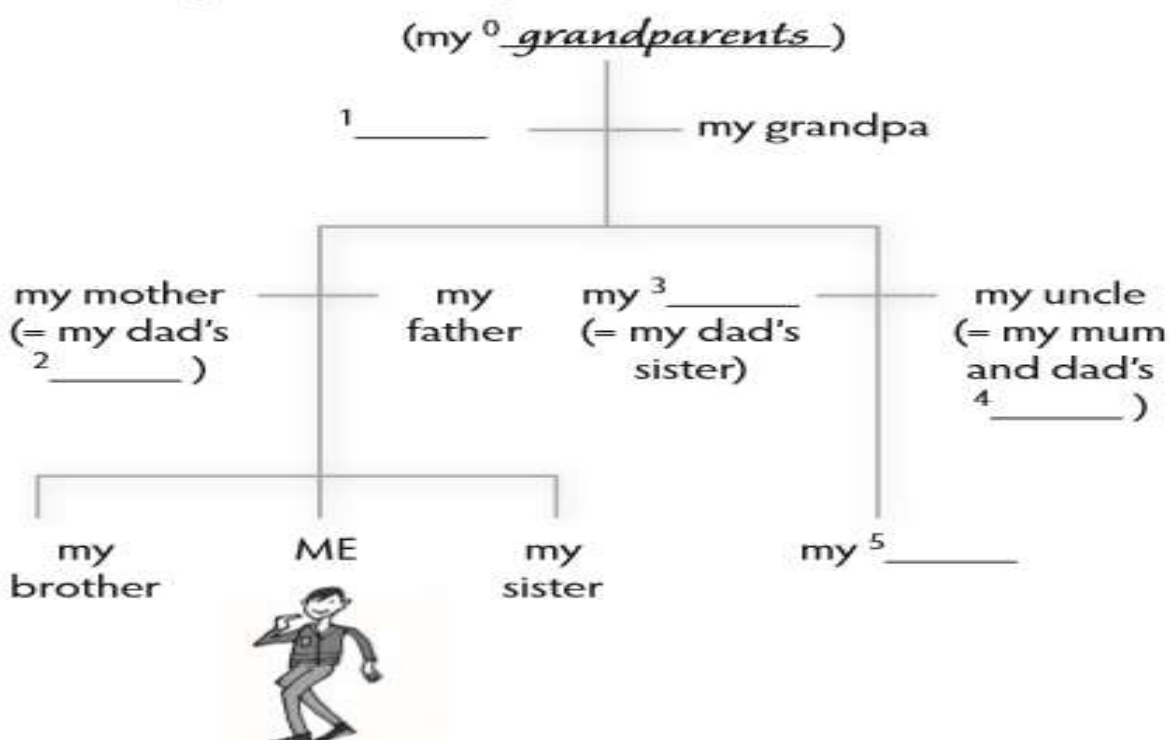 (my ⁰ grandparents)
¹_______ my grandpa
my mother
(= my dad's
²_______ )
my
father
my ³_______
(= my dad's
sister)
my uncle
(= my mum
and dad's
⁴_______ )
my
brother
ME
my
sister
my ⁵_______